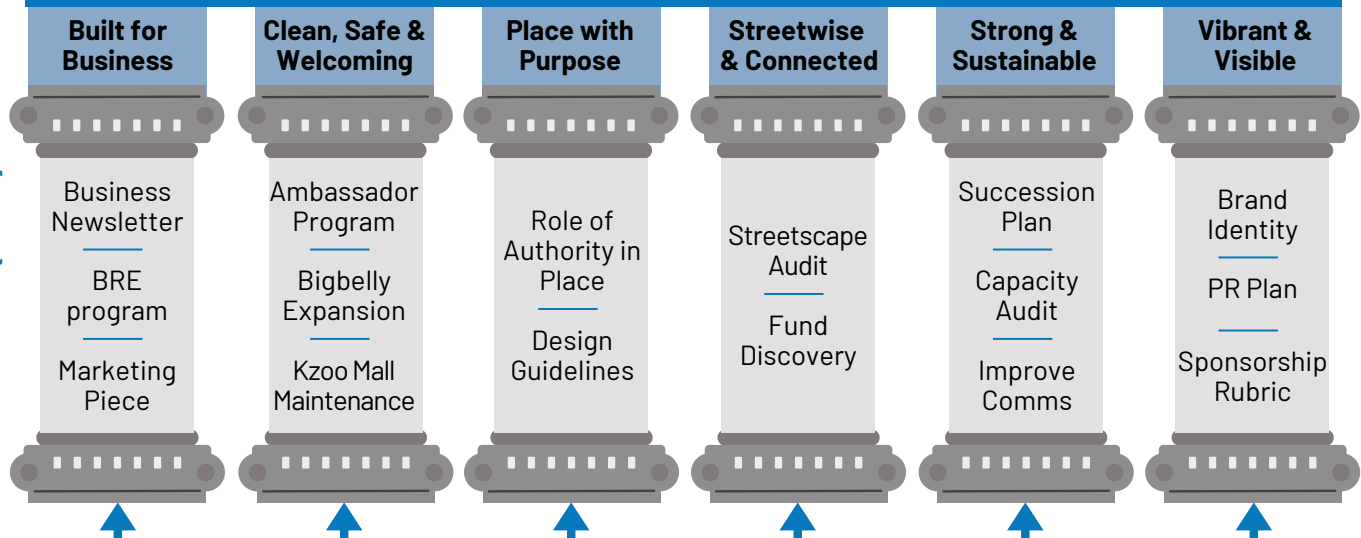 Built for
Business
Business
Newsletter
BRE
program
Marketing
Piece
Clean, Safe &
Welcoming
Ambassador
Program
Bigbelly
Expansion
Kzoo Mall
Maintenance
Place with
Purpose
Role of
Authority in
Place
Design
Guidelines
Streetwise
& Connected
Streetscape
Audit
Fund
Discovery
Strong &
Sustainable
Succession
Plan
Capacity
Audit
Improve
Comms
Vibrant &
Visible
Brand
Identity
PR Plan
Sponsorship
Rubric